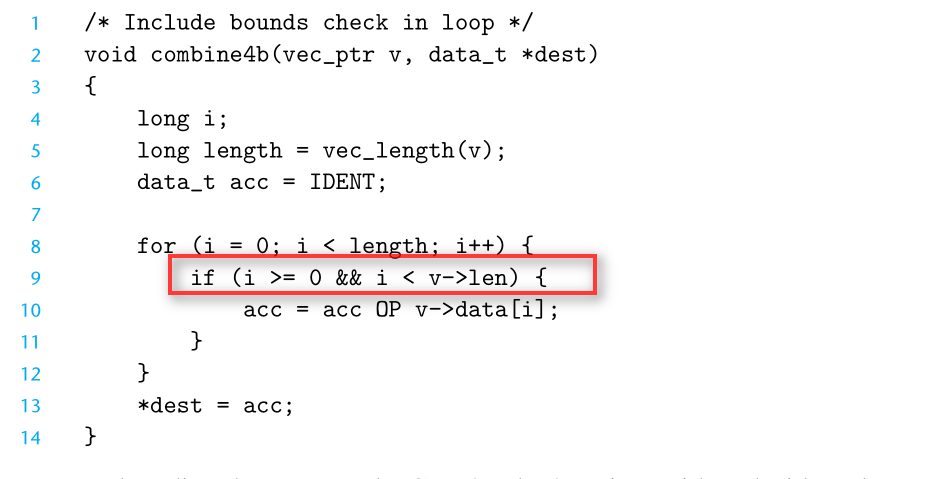 1 /* Include bounds check in loop */
2 void combine4b(vec_ptr v, data_t *dest)
3 {
4     long i;
5     long length = vec_length(v);
6     data_t acc = IDENT;
7
8     for (i = 0; i < length; i++) {
9         if (i >= 0 && i < v->len) {
10             acc = acc OP v->data[i];
11         }
12     }
13     *dest = acc;
14 }